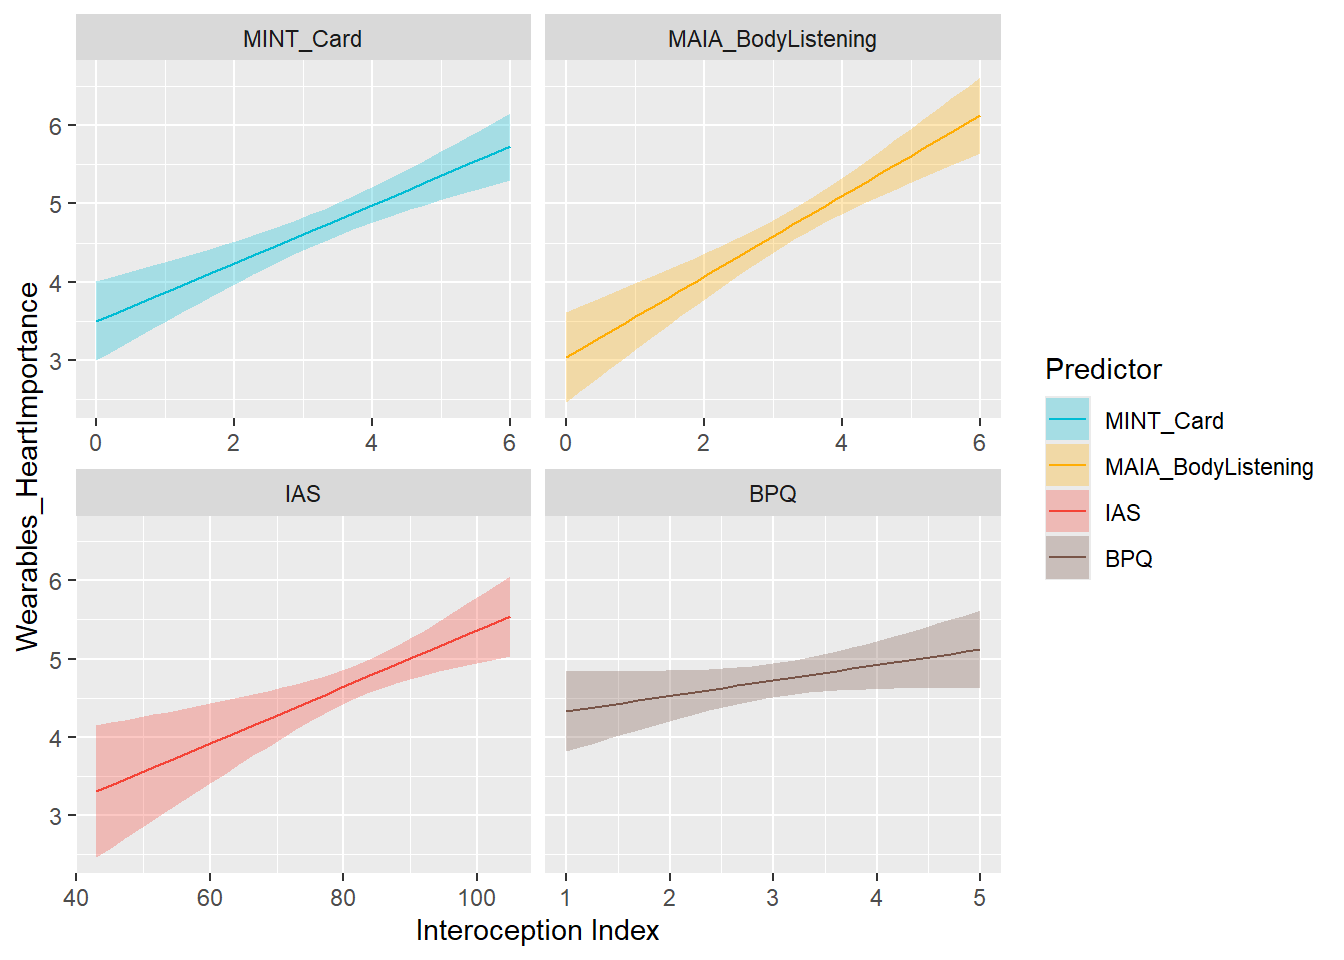 MINT_Card
MAIA_BodyListening
6
5
4
3
0 2 4 6
0 2 4 6
Wearables_HeartImportance
IAS
BPQ
6
5
4
3
40 60 80 100
1 2 3 4 5
Interoception Index
Predictor
MINT_Card
MAIA_BodyListening
IAS
BPQ